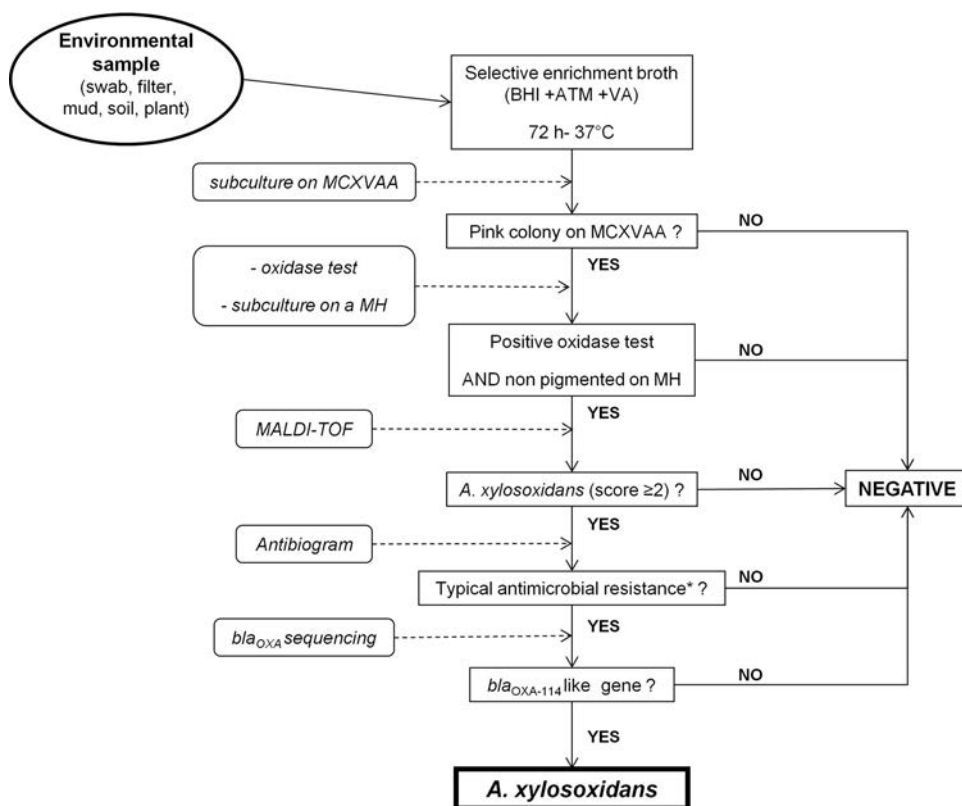 Environmental
sample
(swab, filter,
mud, soil, plant)
Selective enrichment broth
(BHI +ATM +VA)
72 h- 37°C
subculture on MCXVAA
Pink colony on MCXVAA ?
NO
YES
- oxidase test
- subculture on a MH
Positive oxidase test
AND non pigmented on MH
NO
YES
MALDI-TOF
A. xylosoxidans (score ≥2) ?
NO
NEGATIVE
YES
Antibiogram
Typical antimicrobial resistance* ?
NO
YES
blaOXA sequencing
blaOXA-114 like gene ?
NO
YES
A. xylosoxidans